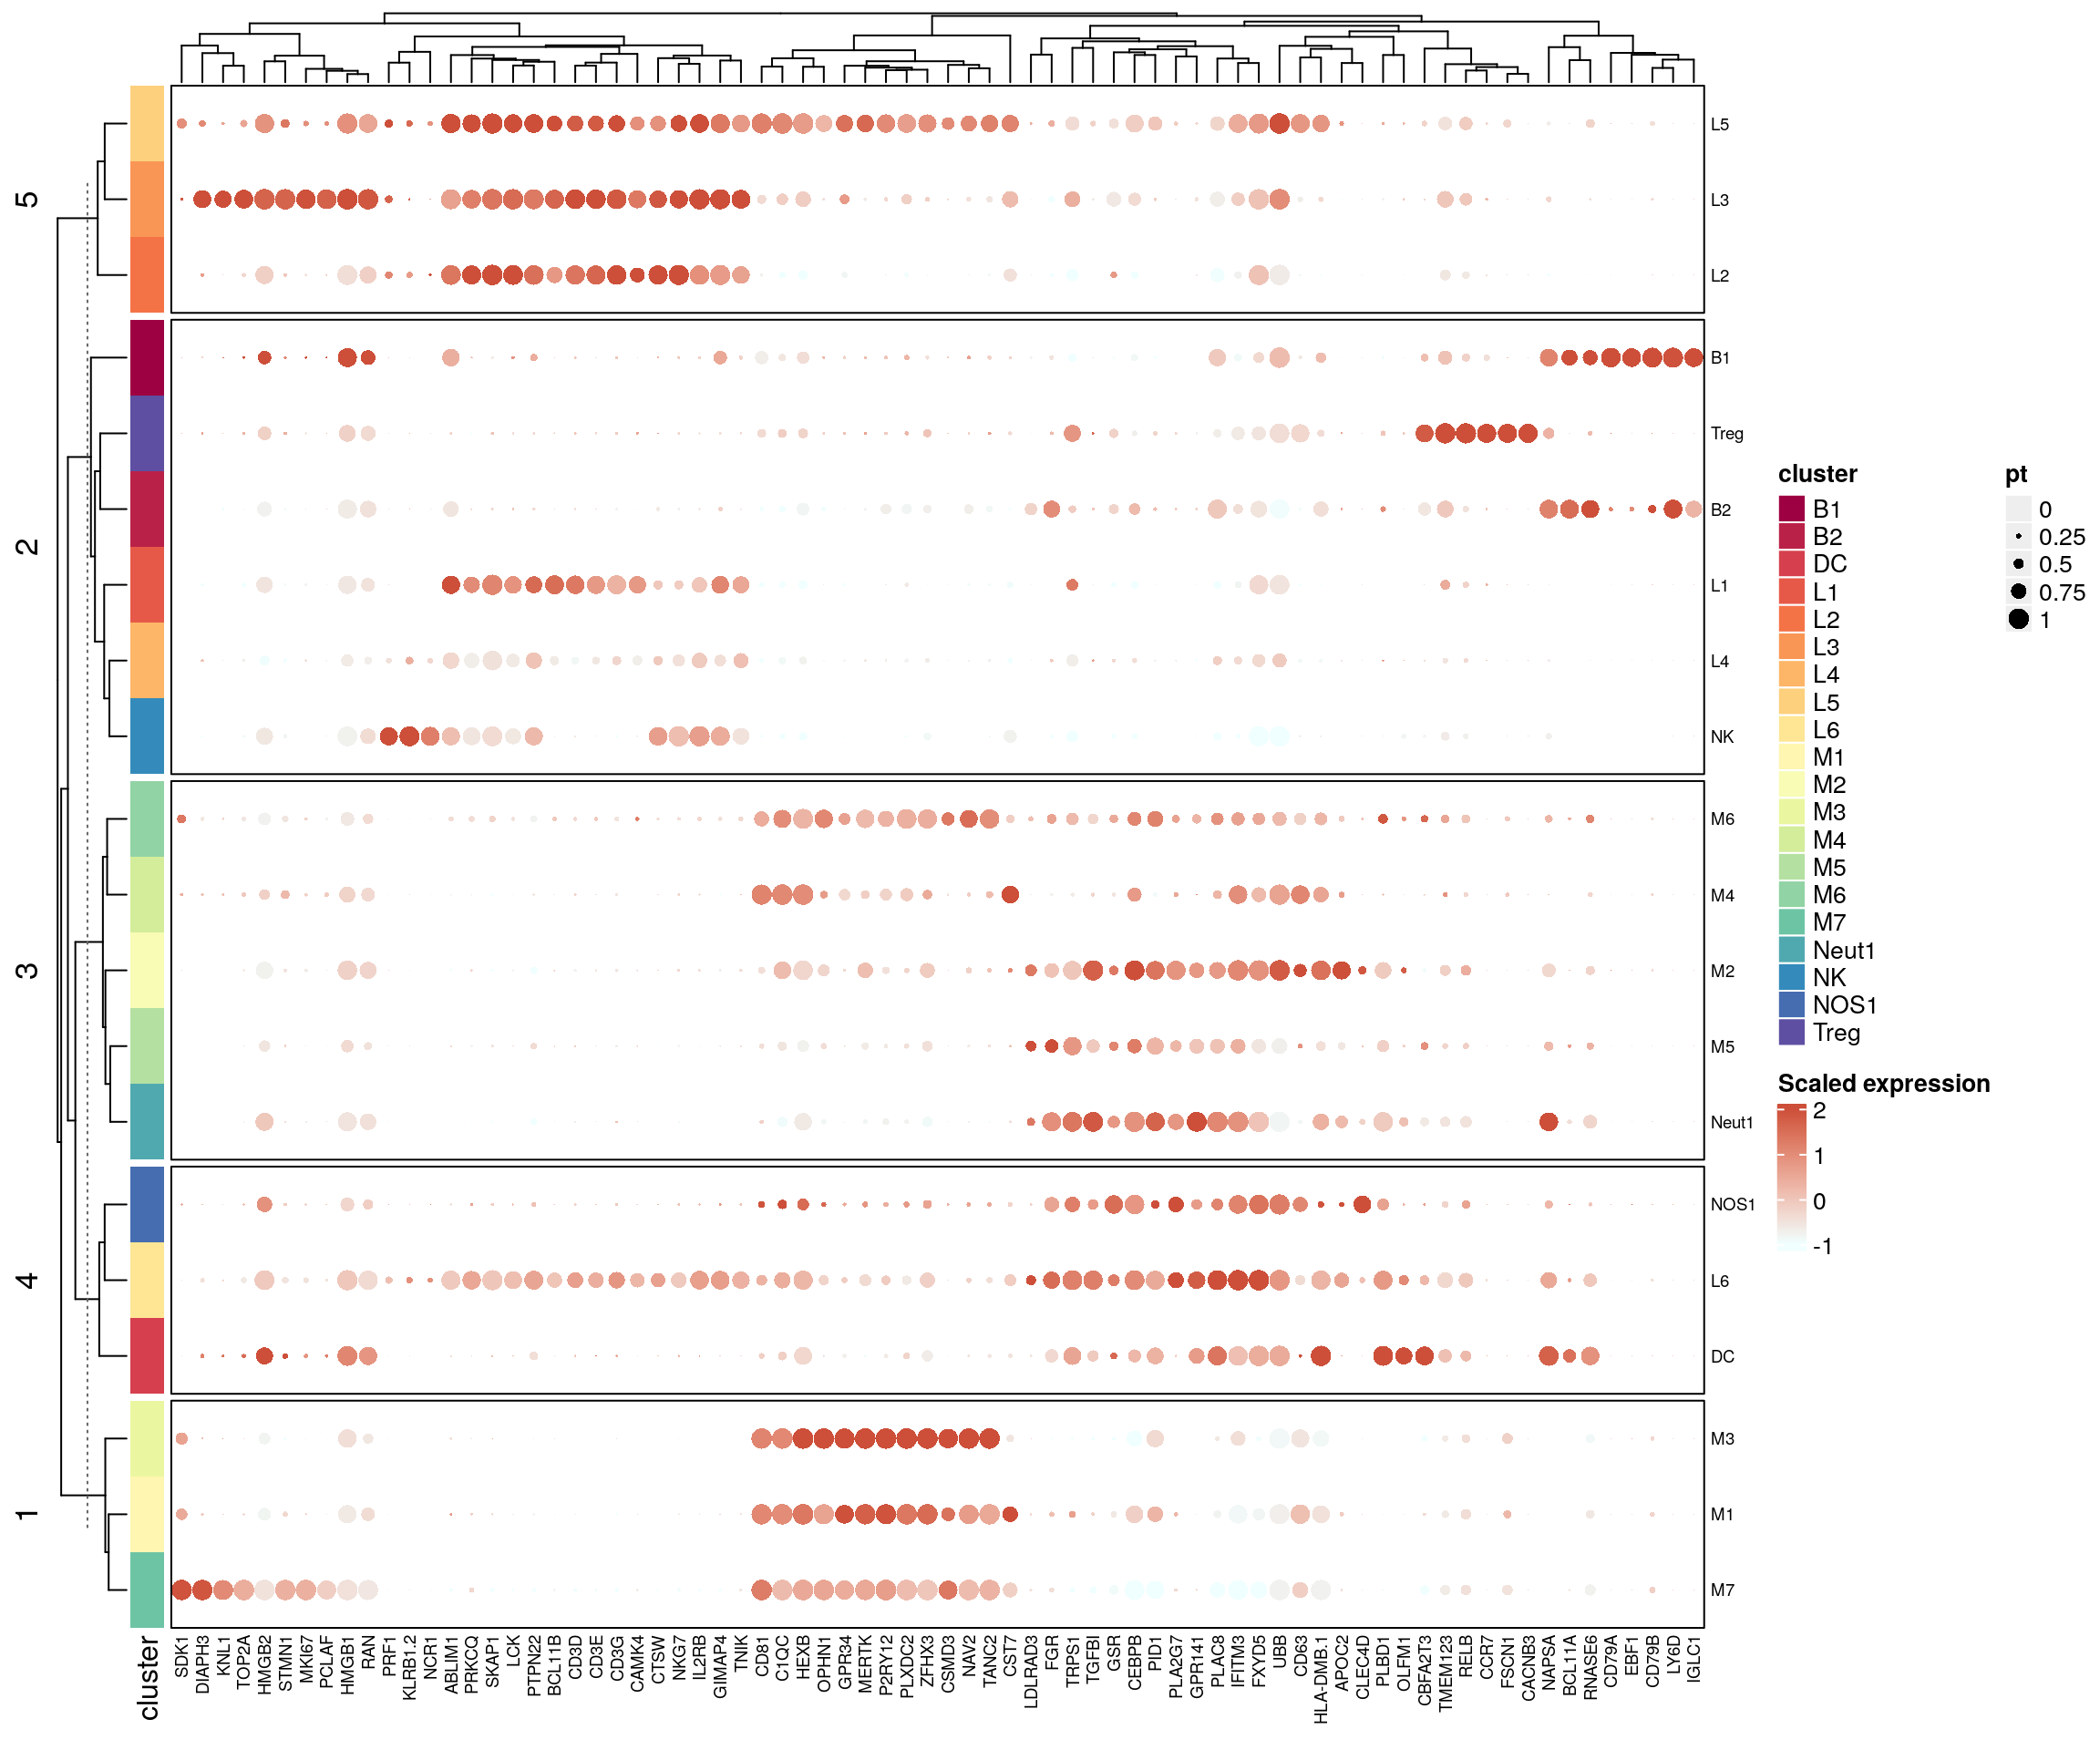 5
L5
L3
L2
2
B1
Treg
B2
L1
L4
NK
3
M6
M4
M2
M5
Neut1
4
NOS1
L6
DC
1
M3
M1
M7
cluster
SDK1
DIAPH3
KNL1
TOP2A
HMGB2
STMN1
MKI67
PCLAF
HMGB1
RAN
PRF1
KLRB1.2
NCR1
ABLIM1
PRKCQ
SKAP1
LCK
PTPN22
BCL11B
CD3D
CD3E
CD3G
CAMK4
CTSW
NKG7
IL2RB
GIMAP4
TNIK
CD81
C1QC
HEXB
OPHN1
GPR34
MERTK
P2RY12
PLXDC2
ZFHX3
CSMD3
NAV2
TANC2
CST7
LDLRAD3
FGR
TRPS1
TGFBI
GSR
CEBPB
PID1
PLA2G7
GPR141
PLAC8
IFITM3
FXYD5
UBB
CD63
HLA-DMB.1
APOC2
CLEC4D
PLBD1
OLFM1
CBFA2T3
TMEM123
RELB
CCR7
FSCN1
CACNB3
NAPSA
BCL11A
RNASE6
CD79A
EBF1
CD79B
LY6D
IGLC1
cluster
B1
B2
DC
L1
L2
L3
L4
L5
L6
M1
M2
M3
M4
M5
M6
M7
Neut1
NK
NOS1
Treg
pt
0
0.25
0.5
0.75
1
Scaled expression
2
1
0
-1